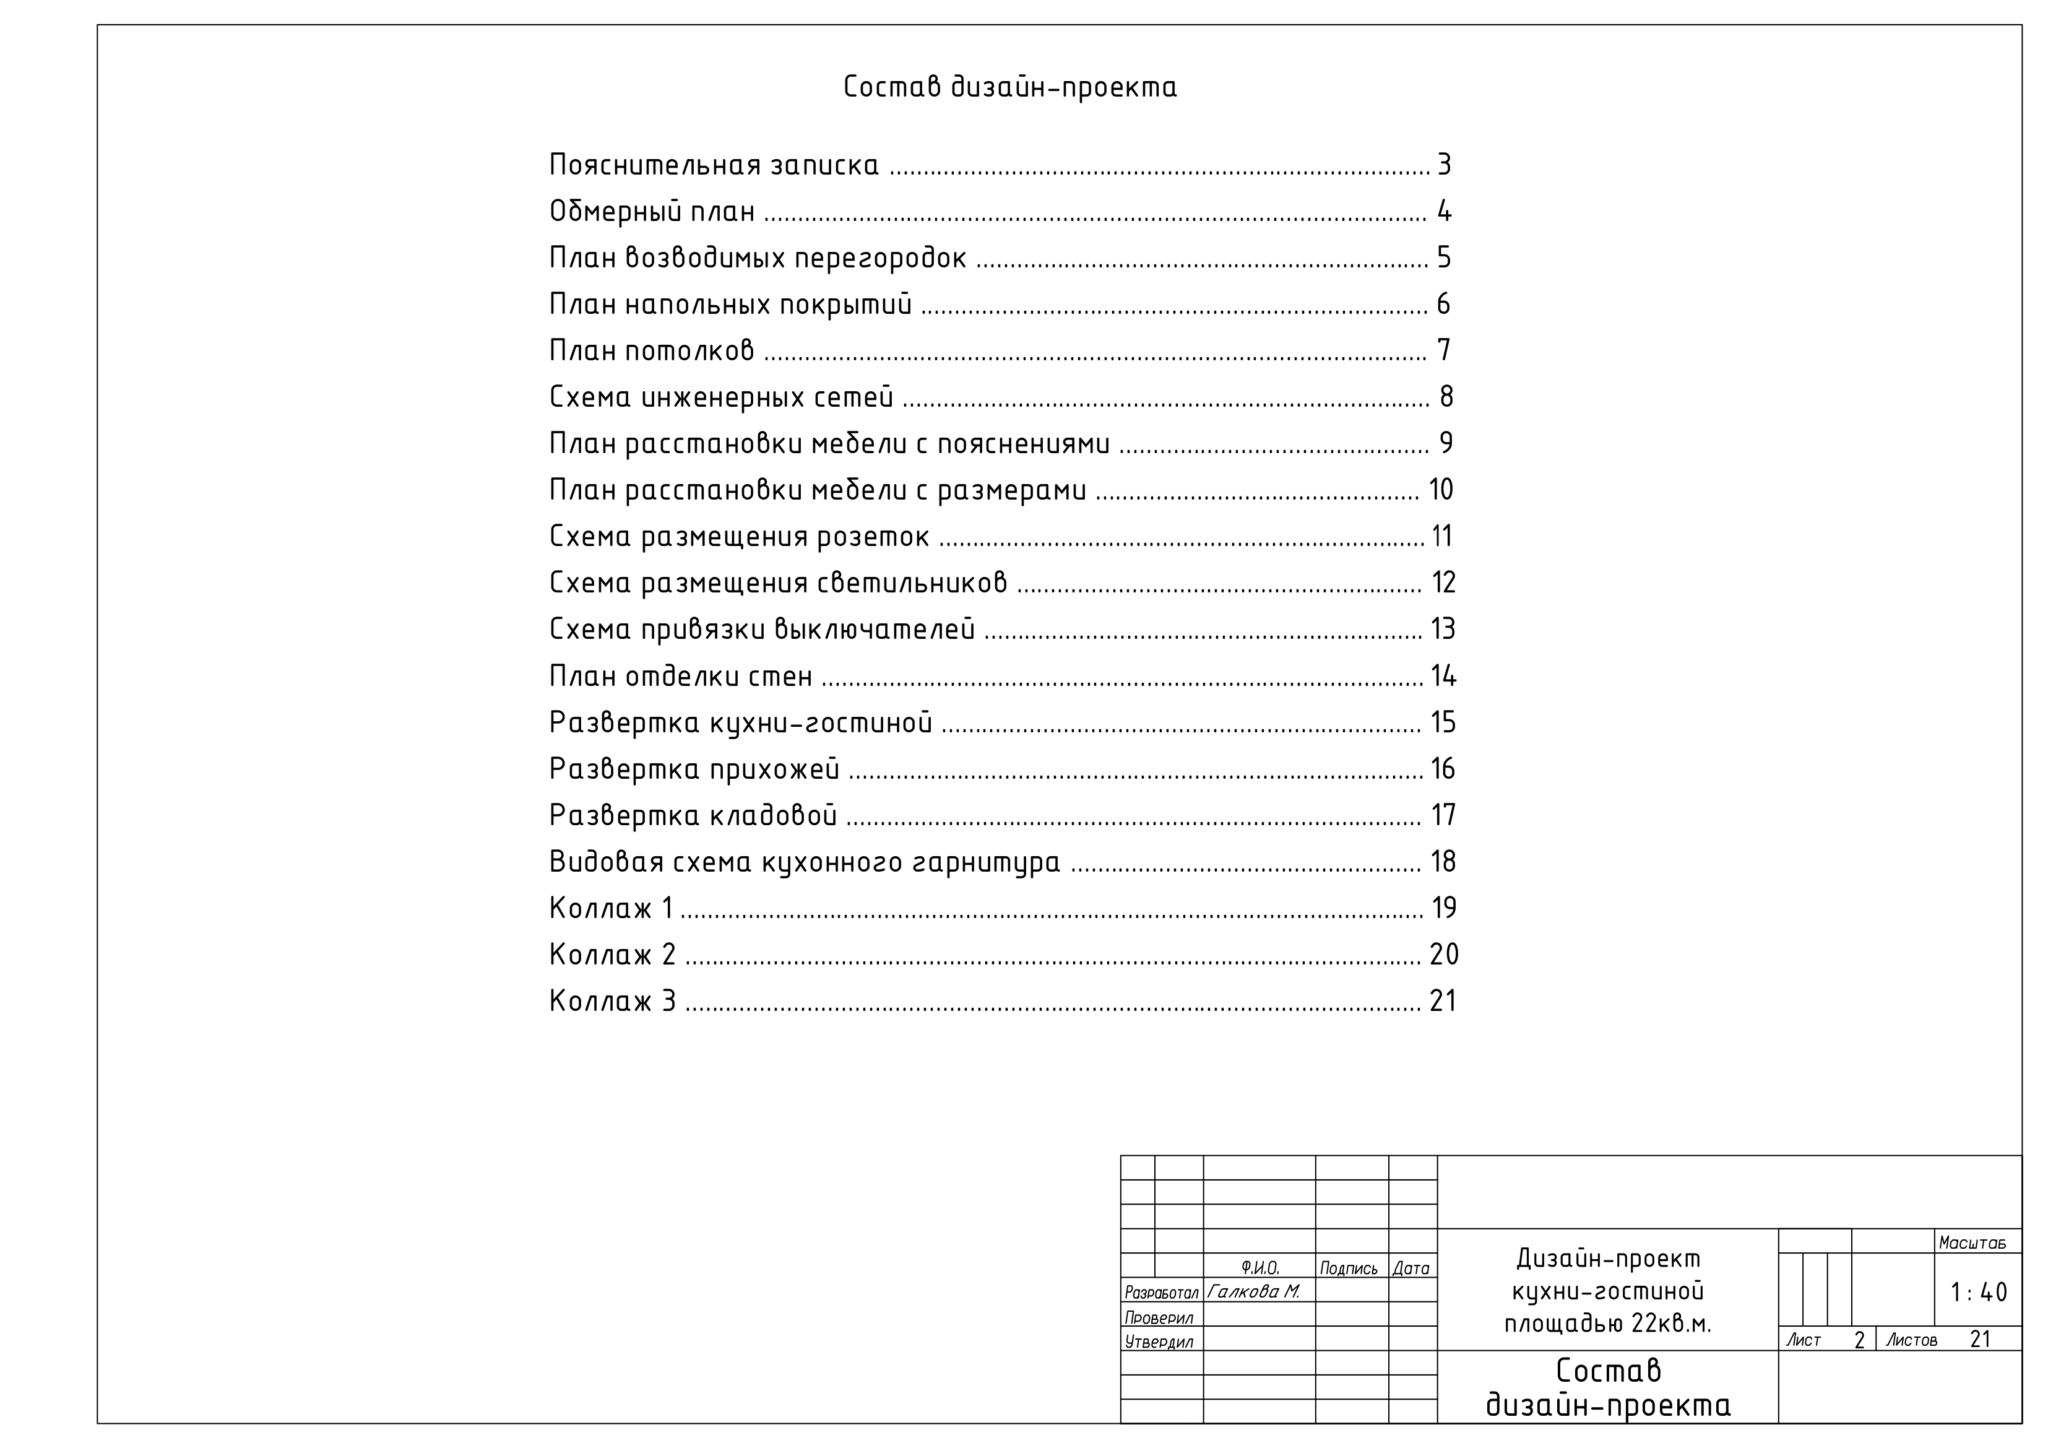 Состав дизайн-проекта
Пояснительная записка ........................................ 3
Обмерный план ........................................ 4
План возводимых перегородок ........................................ 5
План напольных покрытий ........................................ 6
План потолков ........................................ 7
Схема инженерных сетей ........................................ 8
План расстановки мебели с пояснениями ........................................ 9
План расстановки мебели с размерами ........................................ 10
Схема размещения розеток ........................................ 11
Схема размещения светильников ........................................ 12
Схема привязки выключателей ........................................ 13
План отделки стен ........................................ 14
Развертка кухни-гостиной ........................................ 15
Развертка прихожей ........................................ 16
Развертка кладовой ........................................ 17
Видовая схема кухонного гарнитура ........................................ 18
Коллаж 1 ........................................ 19
Коллаж 2 ........................................ 20
Коллаж 3 ........................................ 21
Ф.И.О. Подпись Дата
Разработал Галкова М.
Проверил
Утвердил
Дизайн-проект
кухни-гостиной
площадью 22кв.м.
Масштаб
1 : 40
Лист 2 Листов 21
Состав
дизайн-проекта